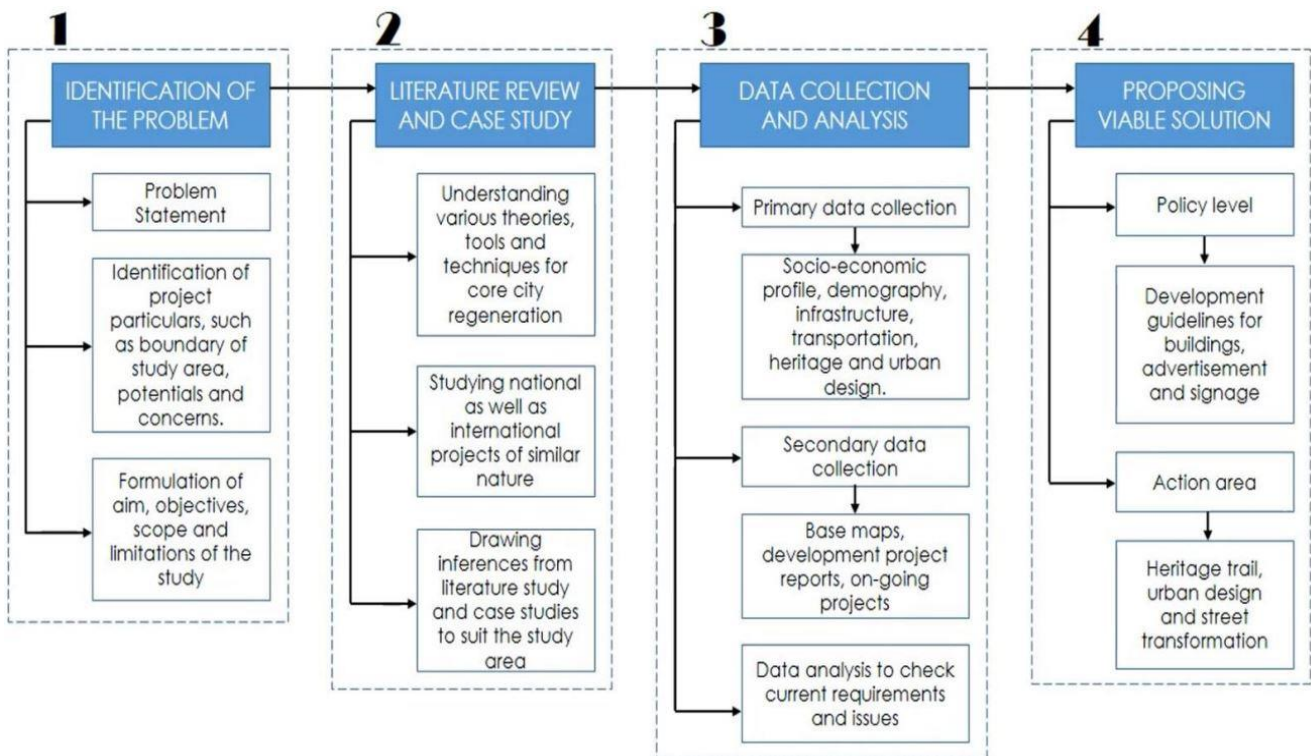 1
IDENTIFICATION OF
THE PROBLEM
Problem
Statement
Identification of
project
particulars, such
as boundary of
study area,
potentials and
concerns.
Formulation of
aim, objectives,
scope and
limitations of the
study
2
LITERATURE REVIEW
AND CASE STUDY
Understanding
various theories,
tools and
techniques for
core city
regeneration
Studying national
as well as
international
projects of similar
nature
Drawing
inferences from
literature study
and case studies
to suit the study
area
3
DATA COLLECTION
AND ANALYSIS
Primary data collection
Socio-economic
profile, demography,
infrastructure,
transportation,
heritage and urban
design.
Secondary data
collection
Base maps,
development project
reports, on-going
projects
Data analysis to check
current requirements
and issues
4
PROPOSING
VIABLE SOLUTION
Policy level
Development
guidelines for
buildings,
advertisement
and signage
Action area
Heritage trail,
urban design
and street
transformation